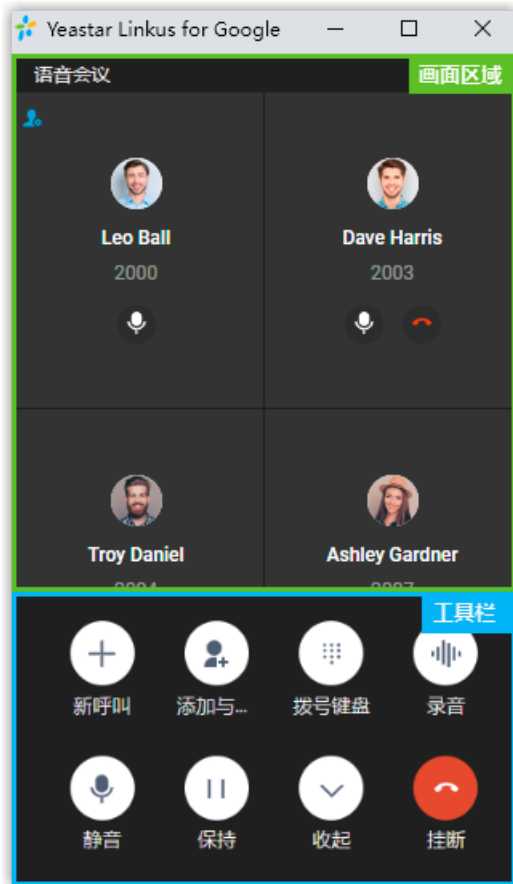 Yeastar Linkus for Google
语音会议
画面区域
Leo Ball
Dave Harris
2000
2003
Troy Daniel
Ashley Gardner
工具栏
新呼叫
添加与...
拨号键盘
录音
静音
保持
收起
挂断